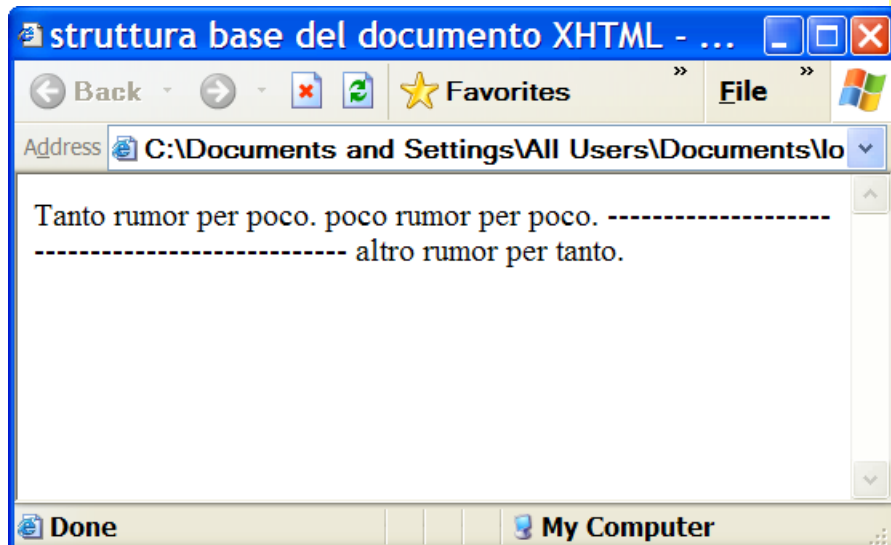 struttura base del documento XHTML - ...
Back » Favorites File »
Address C:\Documents and Settings\All Users\Documents\lo
Tanto rumor per poco. poco rumor per poco. --------------------
---------------------------- altro rumor per tanto.
Done My Computer